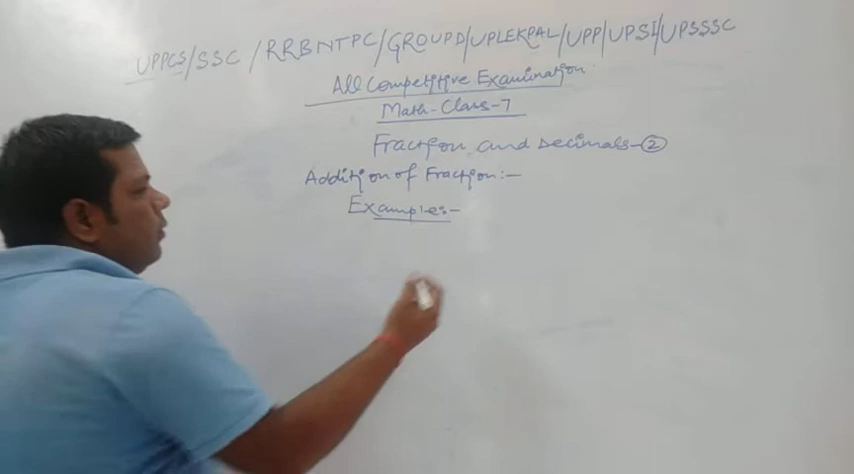 UPPCS/SSC/RRBNTPC/GROUPD/UPLEKPAL/UPP/UPSI/UPSSSC
All Competitive Examination
Math-Class-7
Fraction and Decimals-②
Addition of Fraction:-
Example:-